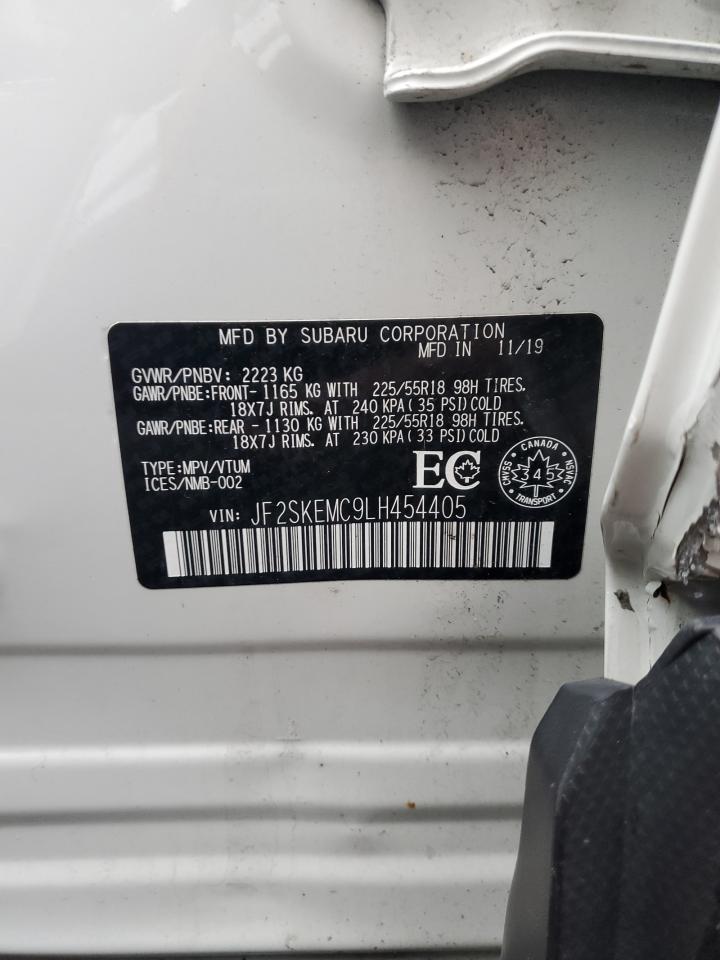 MFD BY SUBARU CORPORATION
MFD IN 11/19
GVWR/PNBV: 2223 KG
GAWR/PNBE:FRONT- 1165 KG WITH 225/55R18 98H TIRES.
18X7J RIMS. AT 240 KPA (35 PSI) COLD
GAWR/PNBE:REAR - 1130 KG WITH 225/55R18 98H TIRES.
18X7J RIMS. AT 230 KPA (33 PSI) COLD
TYPE:MPV/VTUM
ICES/NMB-002
EC
CANADA
CMVSS 345 NSVAC
TRANSPORT
VIN: JF2SKEMC9LH454405